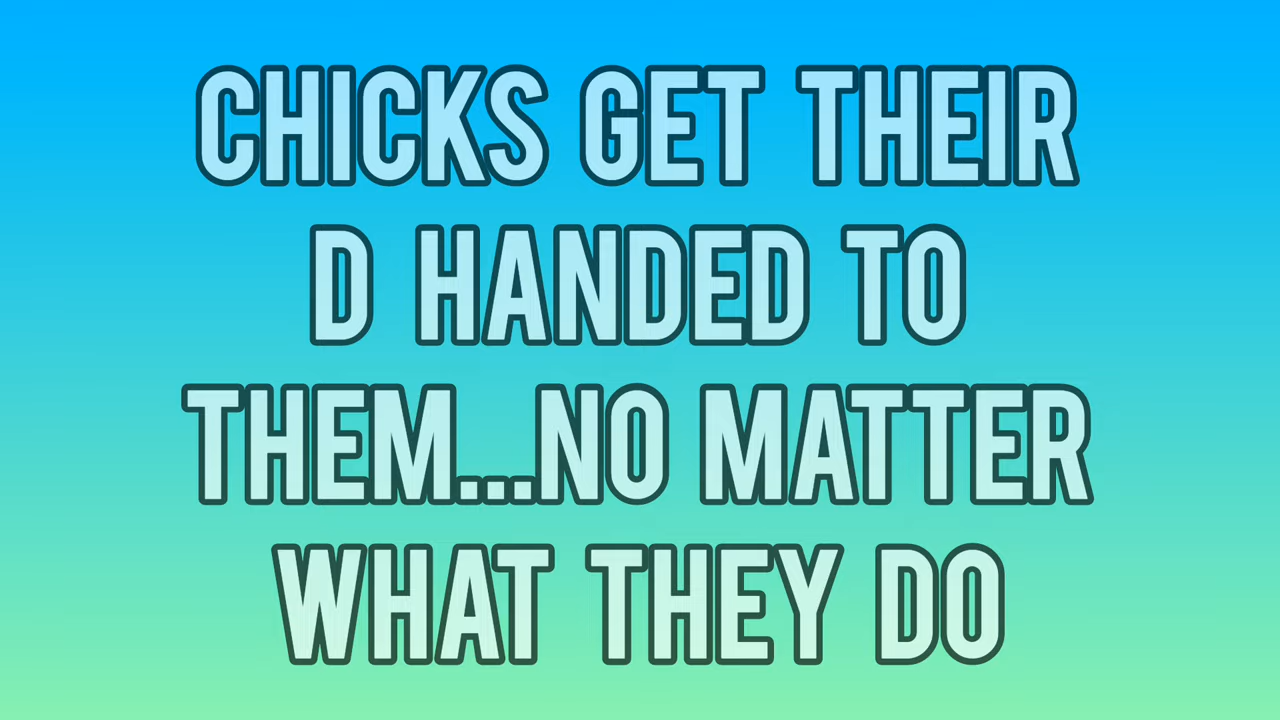 CHICKS GET THEIR
D HANDED TO
THEM...NO MATTER
WHAT THEY DO